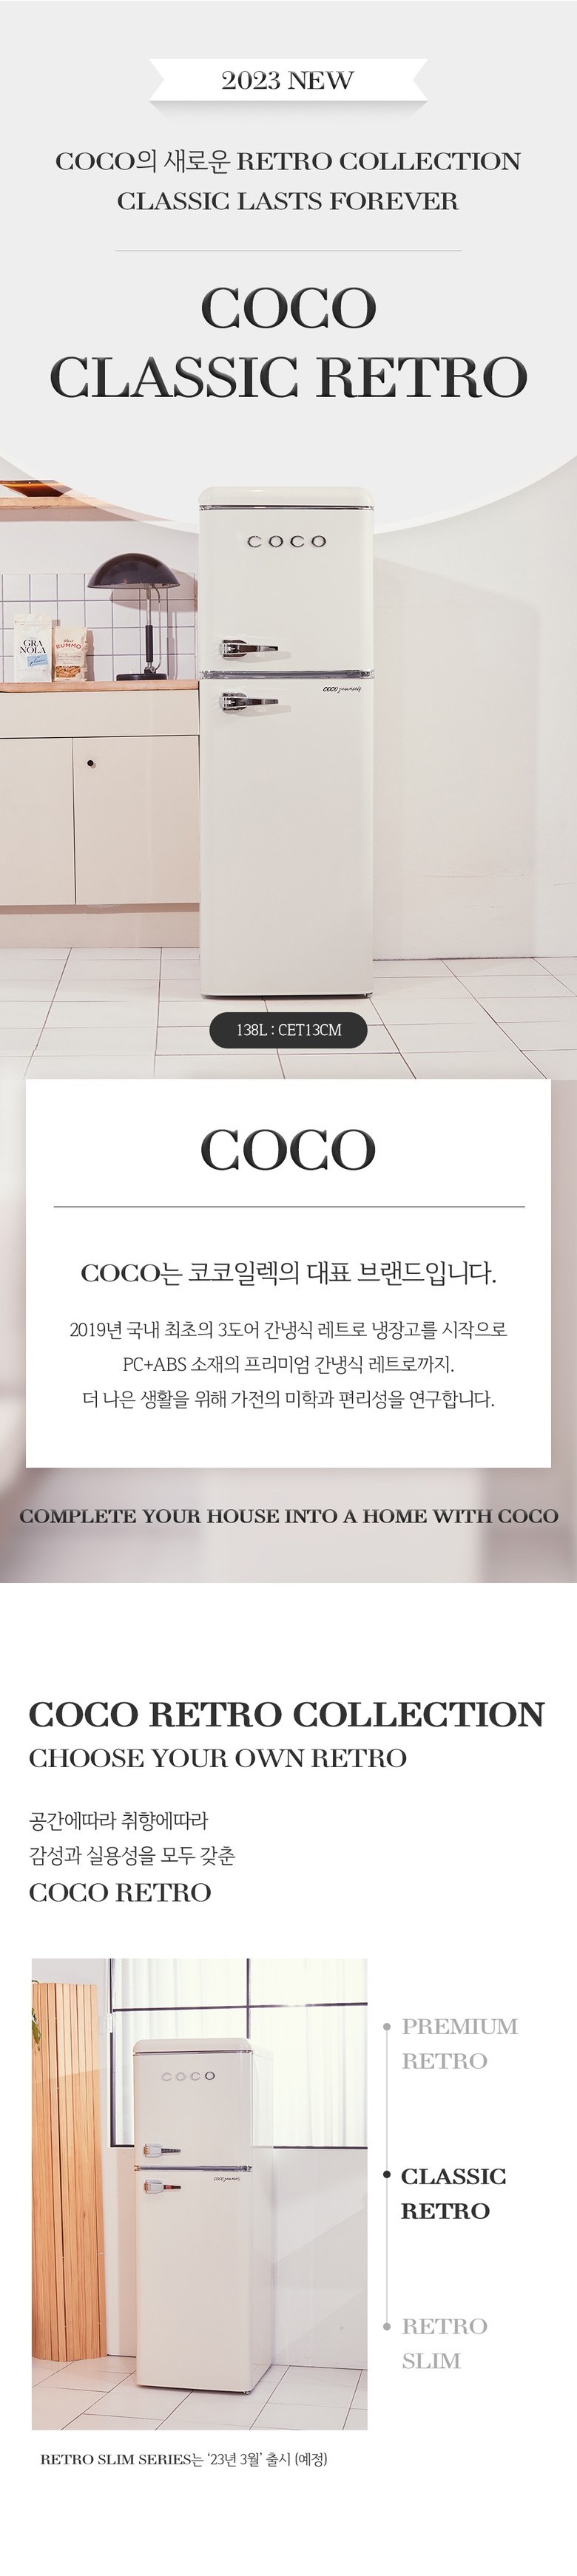 2023 NEW
COCO의 새로운 RETRO COLLECTION
CLASSIC LASTS FOREVER
COCO
CLASSIC RETRO
COCO
GRA
NOLA
RUMMO
COCO
138L : CET13CM
COCO
COCO는 코코일렉의 대표 브랜드입니다.
2019년 국내 최초의 3도어 간냉식 레트로 냉장고를 시작으로
PC+ABS 소재의 프리미엄 간냉식 레트로까지.
더 나은 생활을 위해 가전의 미학과 편리성을 연구합니다.
COMPLETE YOUR HOUSE INTO A HOME WITH COCO
COCO RETRO COLLECTION
CHOOSE YOUR OWN RETRO
공간에따라 취향에따라
감성과 실용성을 모두 갖춘
COCO RETRO
COCO
COCO
PREMIUM
RETRO
CLASSIC
RETRO
RETRO
SLIM
RETRO SLIM SERIES는 ‘23년 3월’ 출시 (예정)